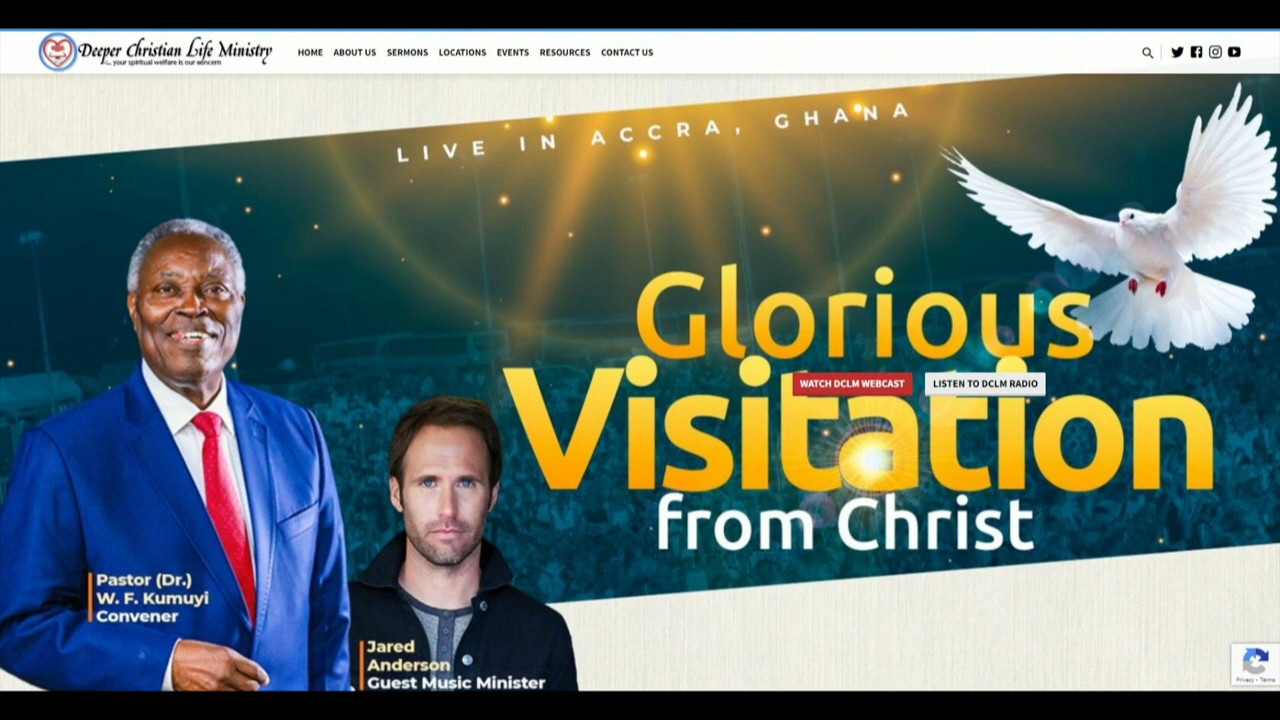 Deeper Christian Life Ministry
... your spiritual welfare is our concern
HOME ABOUT US SERMONS LOCATIONS EVENTS RESOURCES CONTACT US
LIVE IN ACCRA, GHANA
Glorious
Visitation
WATCH DCLM WEBCAST LISTEN TO DCLM RADIO
from Christ
Pastor (Dr.)
W. F. Kumuyi
Convener
Jared
Anderson
Guest Music Minister
Privacy - Terms